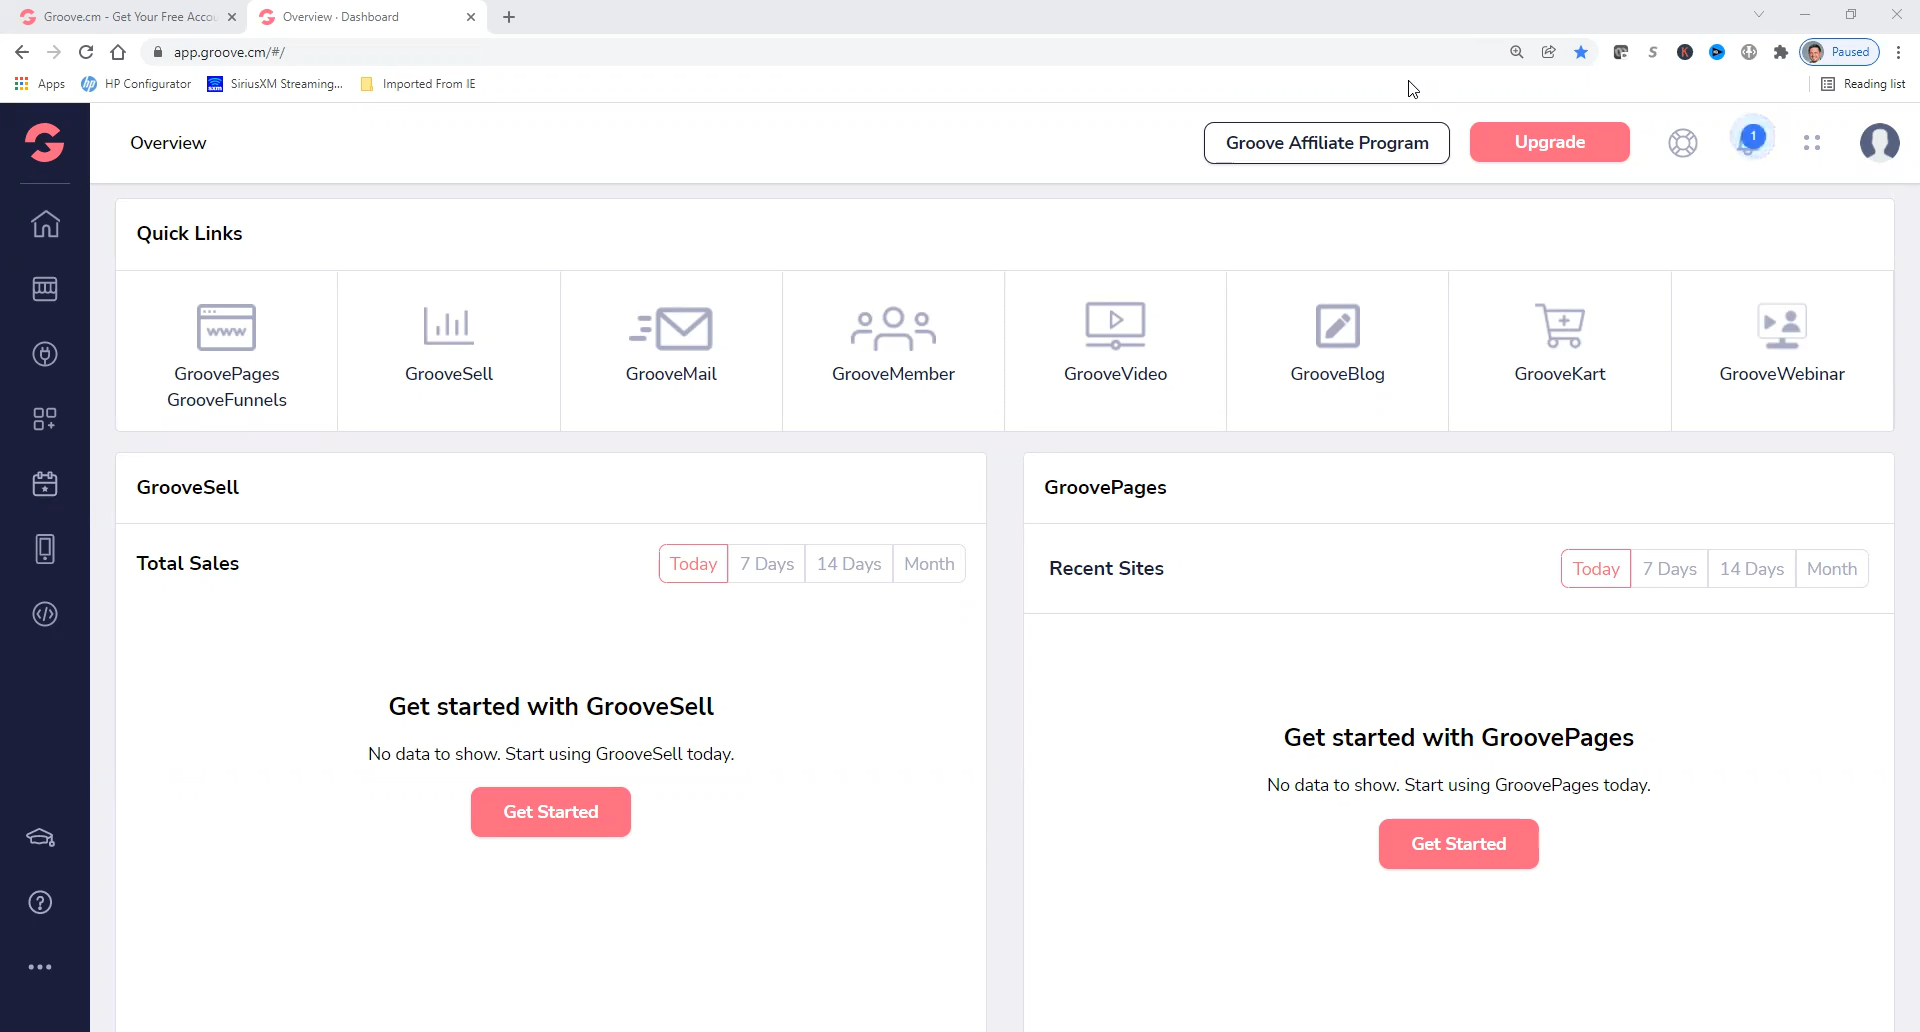 Groove.cm - Get Your Free Accou
Overview · Dashboard
app.groove.cm/#/
Paused
Apps
HP Configurator
SiriusXM Streaming...
Imported From IE
Reading list
Overview
Groove Affiliate Program
Upgrade
1
Quick Links
www
GroovePages
GrooveFunnels
GrooveSell
GrooveMail
GrooveMember
GrooveVideo
GrooveBlog
GrooveKart
GrooveWebinar
GrooveSell
Total Sales
Today
7 Days
14 Days
Month
Get started with GrooveSell
No data to show. Start using GrooveSell today.
Get Started
GroovePages
Recent Sites
Today
7 Days
14 Days
Month
Get started with GroovePages
No data to show. Start using GroovePages today.
Get Started